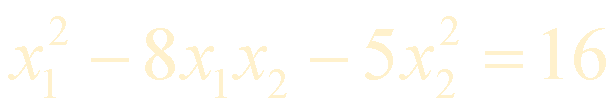 x₁² − 8x₁x₂ − 5x₂² = 16